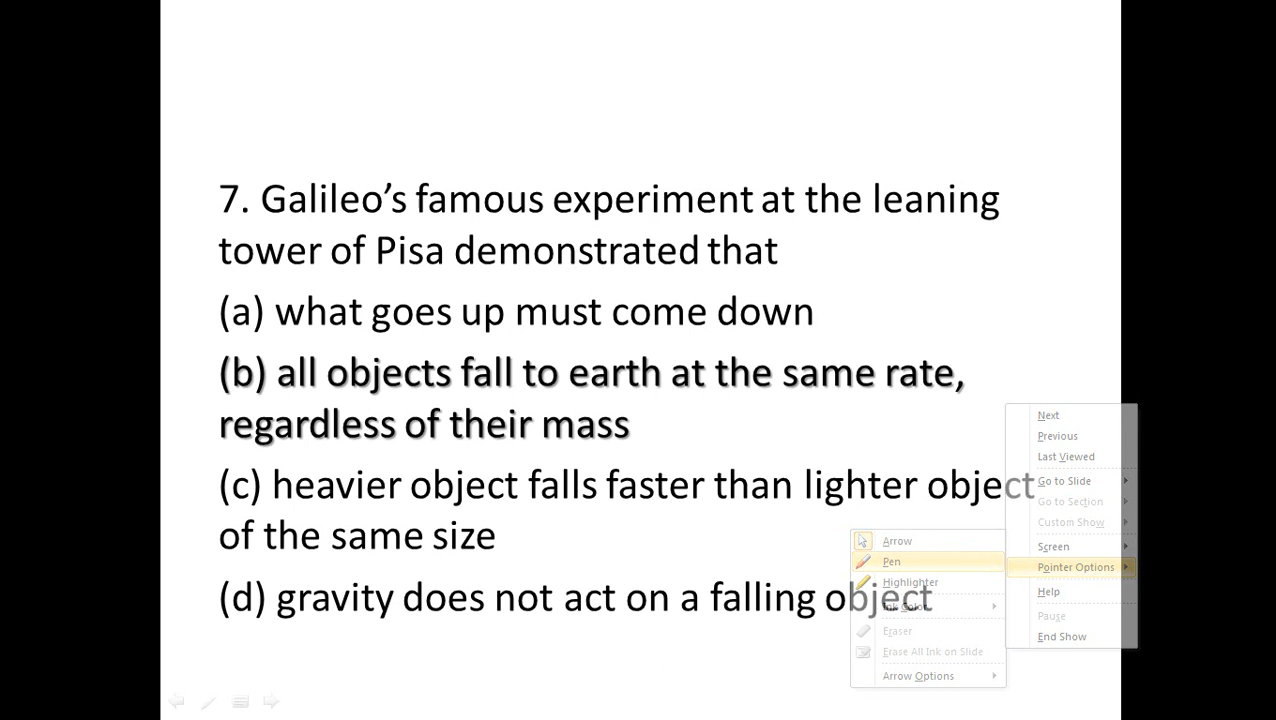 7. Galileo’s famous experiment at the leaning
tower of Pisa demonstrated that
(a) what goes up must come down
(b) all objects fall to earth at the same rate,
regardless of their mass
(c) heavier object falls faster than lighter object
of the same size
(d) gravity does not act on a falling object
Next
Previous
Last Viewed
Go to Slide
Go to Section
Custom Show
Screen
Pointer Options
Help
Pause
End Show
Arrow
Pen
Highlighter
Ink Color
Eraser
Erase All Ink on Slide
Arrow Options